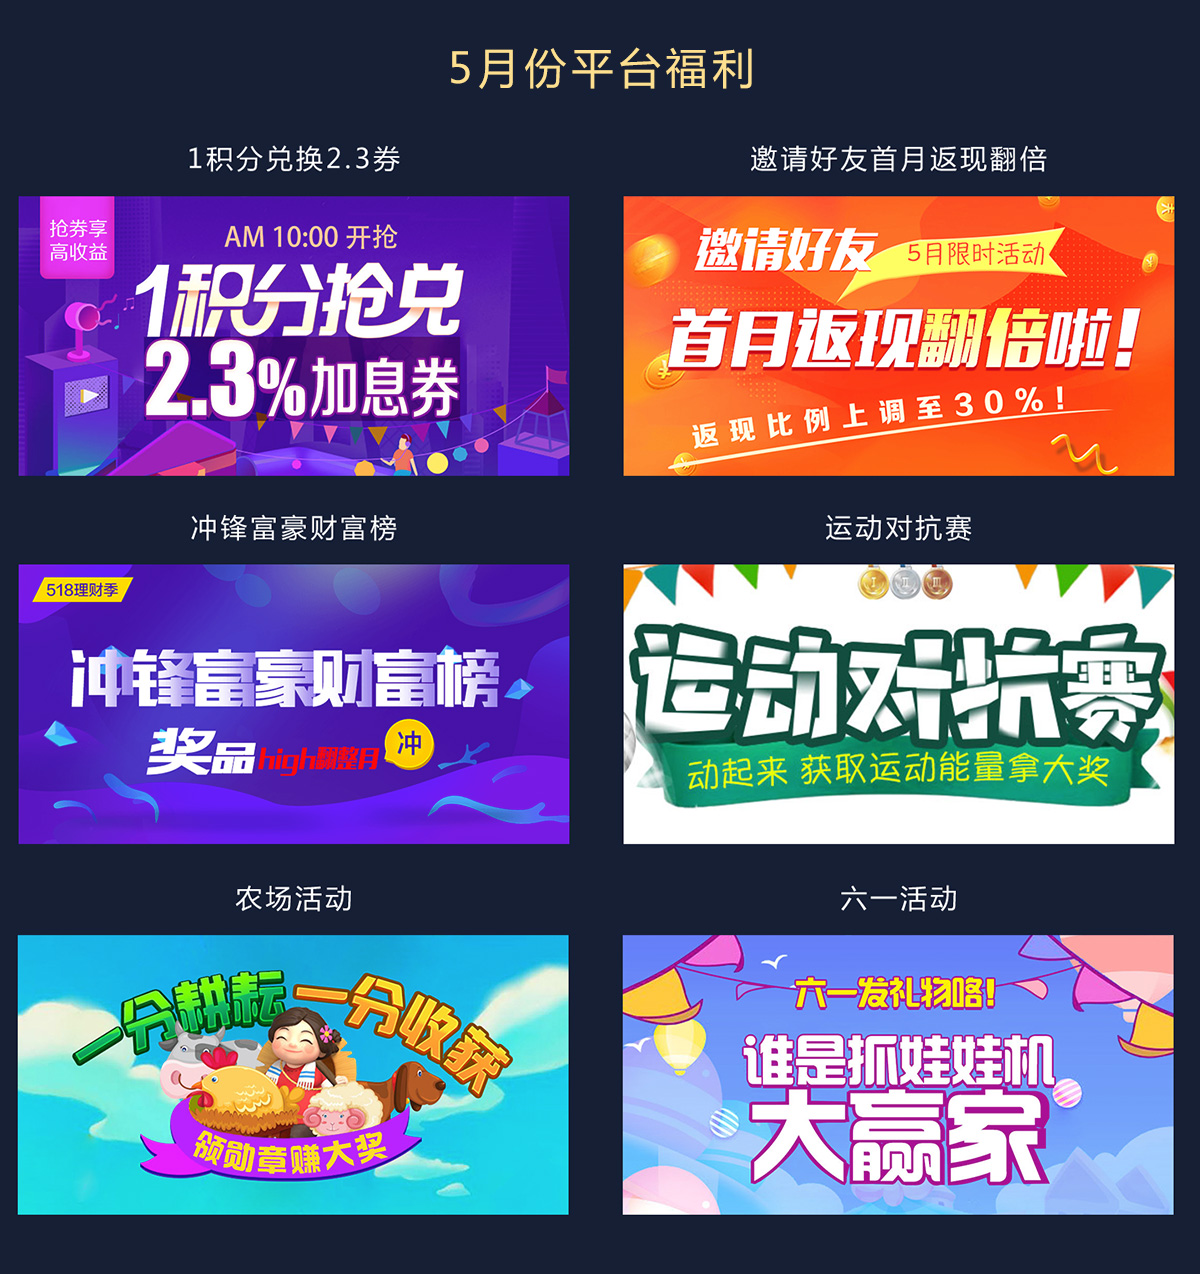 5月份平台福利
1积分兑换2.3券
邀请好友首月返现翻倍
抢券享
高收益
AM 10:00 开抢
1积分抢兑
2.3%加息券
邀请好友
5月限时活动
首月返现翻倍啦！
返现比例上调至30%！
冲锋富豪财富榜
运动对抗赛
518理财季
冲锋富豪财富榜
奖品high翻整月
冲
I
II
III
运动对抗赛
动起来 获取运动能量拿大奖
农场活动
六一活动
一分耕耘一分收获
领勋章赚大奖
六一发礼物咯！
谁是抓娃娃机
大赢家